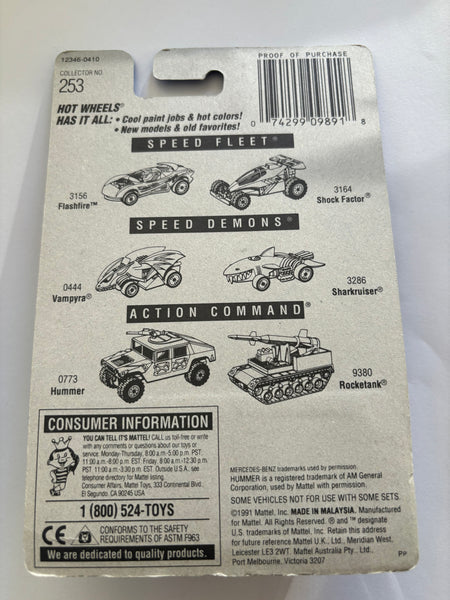 12346-0410
COLLECTOR NO.
253
PROOF OF PURCHASE
0 74299 09891 8
HOT WHEELS®
HAS IT ALL: • Cool paint jobs & hot colors!
• New models & old favorites!
SPEED FLEET®
3156
Flashfire™
3164
Shock Factor®
SPEED DEMONS®
0444
Vampyra®
3286
Sharkruiser®
ACTION COMMAND®
0773
Hummer
9380
Rocketank®
CONSUMER INFORMATION
YOU CAN TELL IT'S MATTEL! CALL us toll-free or write
with any comments or questions about our toys or
service. Monday-Thursday, 8:00 a.m.-5:00 p.m. PST,
11:00 a.m.-8:00 p.m. EST. Friday, 8:00 a.m.-12:30 p.m.
PST, 11:00 a.m.-3:30 p.m. EST. Outside U.S.A., see
telephone directory for Mattel listing.
Consumer Affairs, Mattel Toys, 333 Continental Blvd.
El Segundo, CA 90245 USA
1 (800) 524-TOYS
CE CONFORMS TO THE SAFETY
REQUIREMENTS OF ASTM F963
We are dedicated to quality products.
MERCEDES-BENZ trademarks used by permission.
HUMMER is a registered trademark of AM General
Corporation, used by Mattel with permission.
SOME VEHICLES NOT FOR USE WITH SOME SETS.
©1991 Mattel, Inc. MADE IN MALAYSIA. Manufactured
for Mattel. All Rights Reserved. ® and ™ designate
U.S. trademarks of Mattel, Inc. Retain this address
for future reference: Mattel U.K., Ltd., Meridian West,
Leicester LE3 2WT. Mattel Australia Pty., Ltd.,
Port Melbourne, Victoria 3207
PP